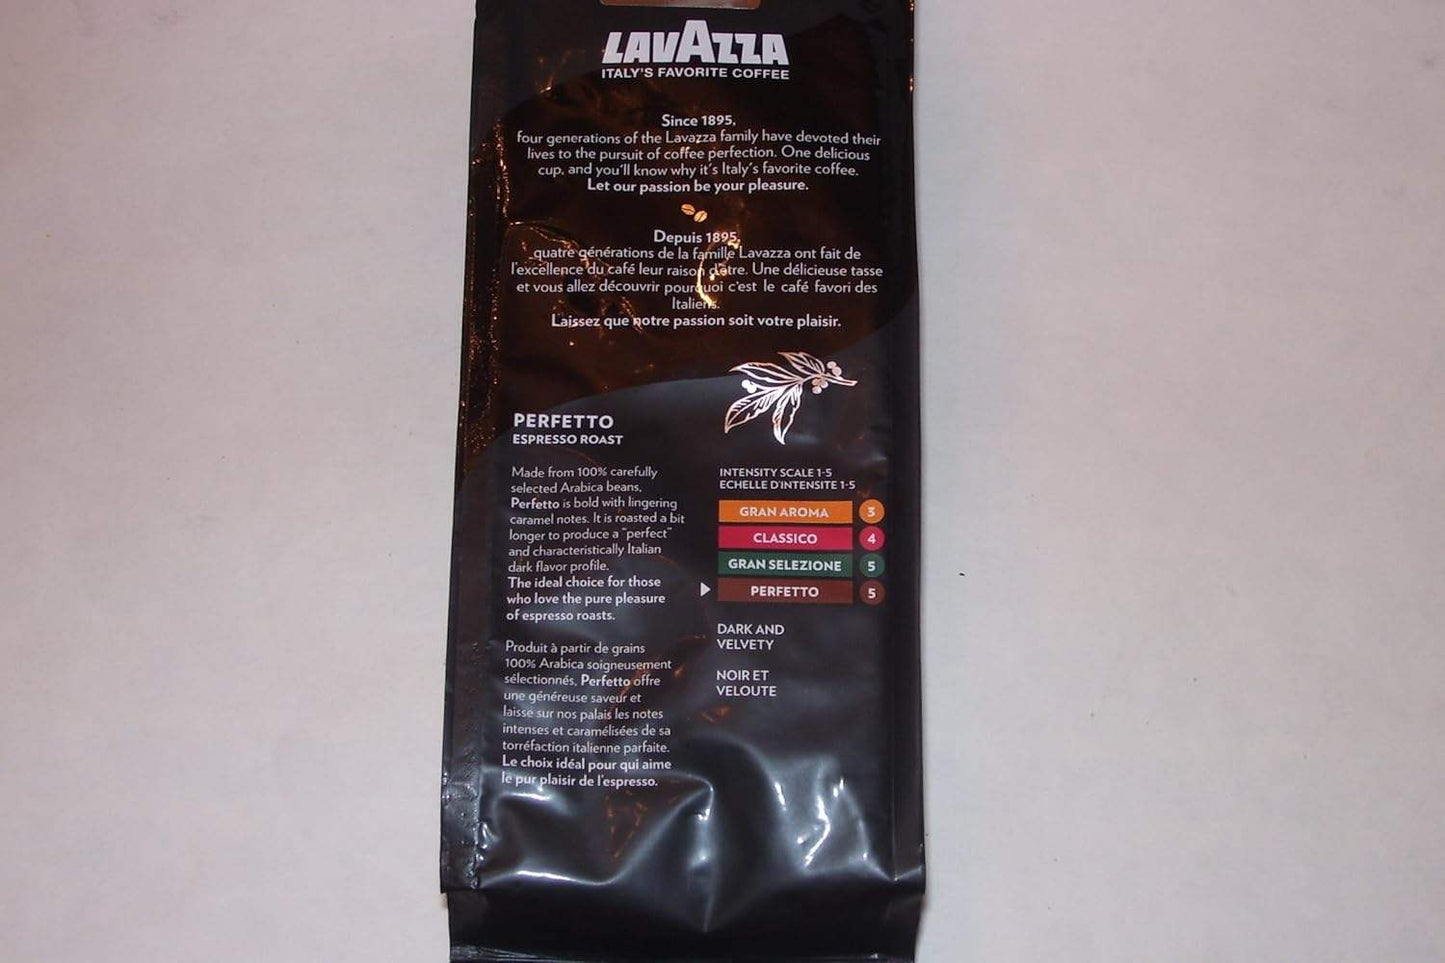 LAVAZZA
ITALY'S FAVORITE COFFEE
Since 1895,
four generations of the Lavazza family have devoted their
lives to the pursuit of coffee perfection. One delicious
cup, and you'll know why it's Italy's favorite coffee.
Let our passion be your pleasure.
Depuis 1895,
quatre générations de la famille Lavazza ont fait de
l'excellence du café leur raison d'être. Une délicieuse tasse
et vous allez découvrir pourquoi c'est le café favori des
Italiens.
Laissez que notre passion soit votre plaisir.
PERFETTO
ESPRESSO ROAST
Made from 100% carefully
selected Arabica beans,
Perfetto is bold with lingering
caramel notes. It is roasted a bit
longer to produce a "perfect"
and characteristically Italian
dark flavor profile.
The ideal choice for those
who love the pure pleasure
of espresso roasts.
Produit à partir de grains
100% Arabica soigneusement
sélectionnés, Perfetto offre
une généreuse saveur et
laisse sur nos palais les notes
intenses et caramélisées de sa
torréfaction italienne parfaite.
Le choix idéal pour qui aime
le pur plaisir de l'espresso.
INTENSITY SCALE 1-5
ECHELLE D'INTENSITE 1-5
GRAN AROMA 3
CLASSICO 4
GRAN SELEZIONE 5
PERFETTO 5
DARK AND
VELVETY
NOIR ET
VELOUTE